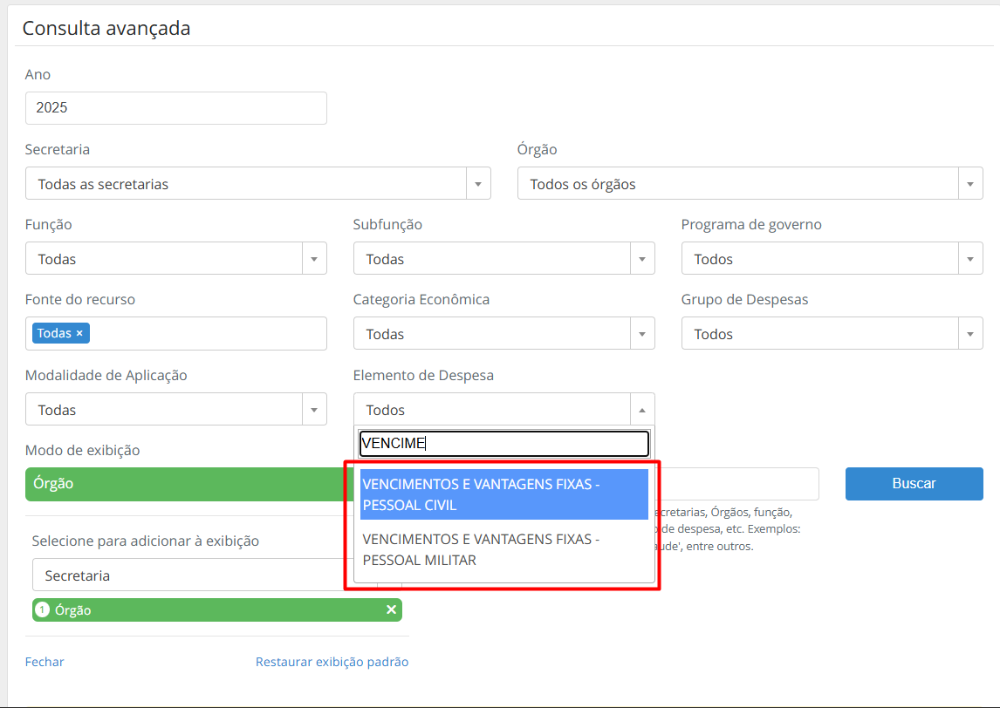 Consulta avançada
Ano
2025
Secretaria
Órgão
Todas as secretarias
Todos os órgãos
Função
Subfunção
Programa de governo
Todas
Todas
Todos
Fonte do recurso
Categoria Econômica
Grupo de Despesas
Todas ×
Todas
Todos
Modalidade de Aplicação
Elemento de Despesa
Todas
Todos
VENCIME
Modo de exibição
Órgão
VENCIMENTOS E VANTAGENS FIXAS -
PESSOAL CIVIL
Buscar
VENCIMENTOS E VANTAGENS FIXAS -
PESSOAL MILITAR
ecretarias, Órgãos, função,
de despesa, etc. Exemplos:
aude', entre outros.
Selecione para adicionar à exibição
Secretaria
1 Órgão ×
Fechar
Restaurar exibição padrão